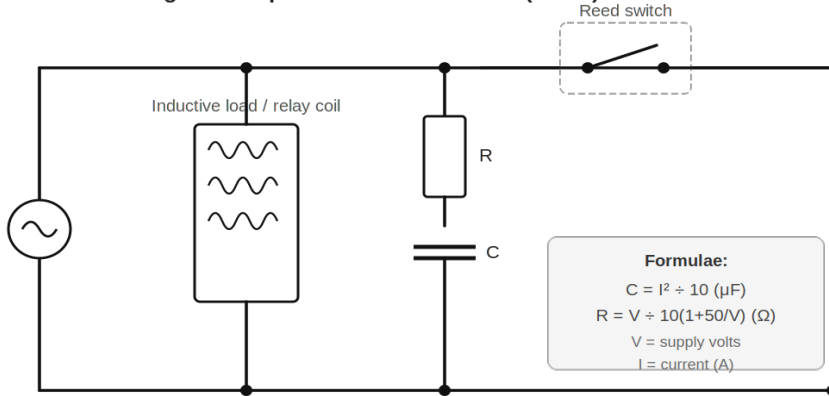 Reed switch
Inductive load / relay coil
R
C
Formulae:
C = I² ÷ 10 (µF)
R = V ÷ 10(1+50/V) (Ω)
V = supply volts
I = current (A)